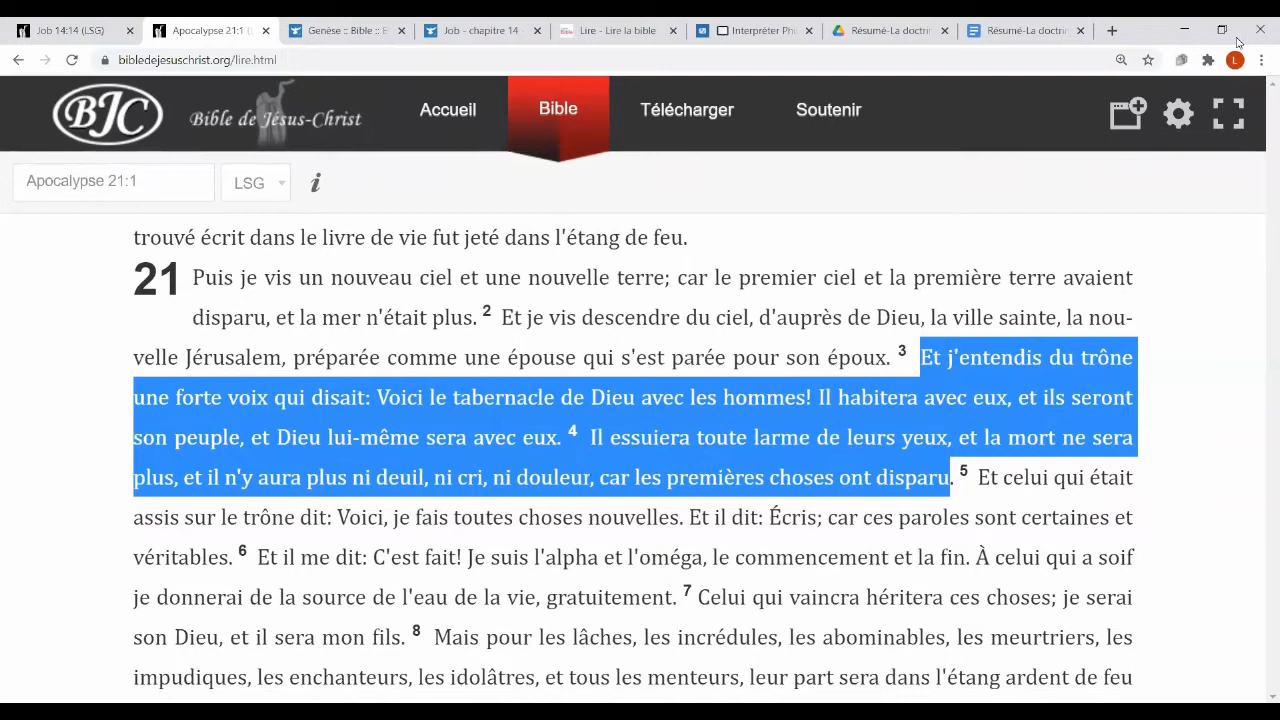 Job 14:14 (LSG)
Apocalypse 21:1 (
Genèse :: Bible :: E
Job - chapitre 14 -
Lire - Lire la bible
Interpréter Ph
Résumé-La doctrin
Résumé-La doctrin
bibledejesuschrist.org/lire.html
L
BJC
Bible de Jésus-Christ
Accueil
Bible
Télécharger
Soutenir
Apocalypse 21:1
LSG
i
trouvé écrit dans le livre de vie fut jeté dans l'étang de feu.
21 Puis je vis un nouveau ciel et une nouvelle terre; car le premier ciel et la première terre avaient
disparu, et la mer n'était plus. 2 Et je vis descendre du ciel, d'auprès de Dieu, la ville sainte, la nou-
velle Jérusalem, préparée comme une épouse qui s'est parée pour son époux. 3 Et j'entendis du trône
une forte voix qui disait: Voici le tabernacle de Dieu avec les hommes! Il habitera avec eux, et ils seront
son peuple, et Dieu lui-même sera avec eux. 4 Il essuiera toute larme de leurs yeux, et la mort ne sera
plus, et il n'y aura plus ni deuil, ni cri, ni douleur, car les premières choses ont disparu. 5 Et celui qui était
assis sur le trône dit: Voici, je fais toutes choses nouvelles. Et il dit: Écris; car ces paroles sont certaines et
véritables. 6 Et il me dit: C'est fait! Je suis l'alpha et l'oméga, le commencement et la fin. À celui qui a soif
je donnerai de la source de l'eau de la vie, gratuitement. 7 Celui qui vaincra héritera ces choses; je serai
son Dieu, et il sera mon fils. 8 Mais pour les lâches, les incrédules, les abominables, les meurtriers, les
impudiques, les enchanteurs, les idolâtres, et tous les menteurs, leur part sera dans l'étang ardent de feu